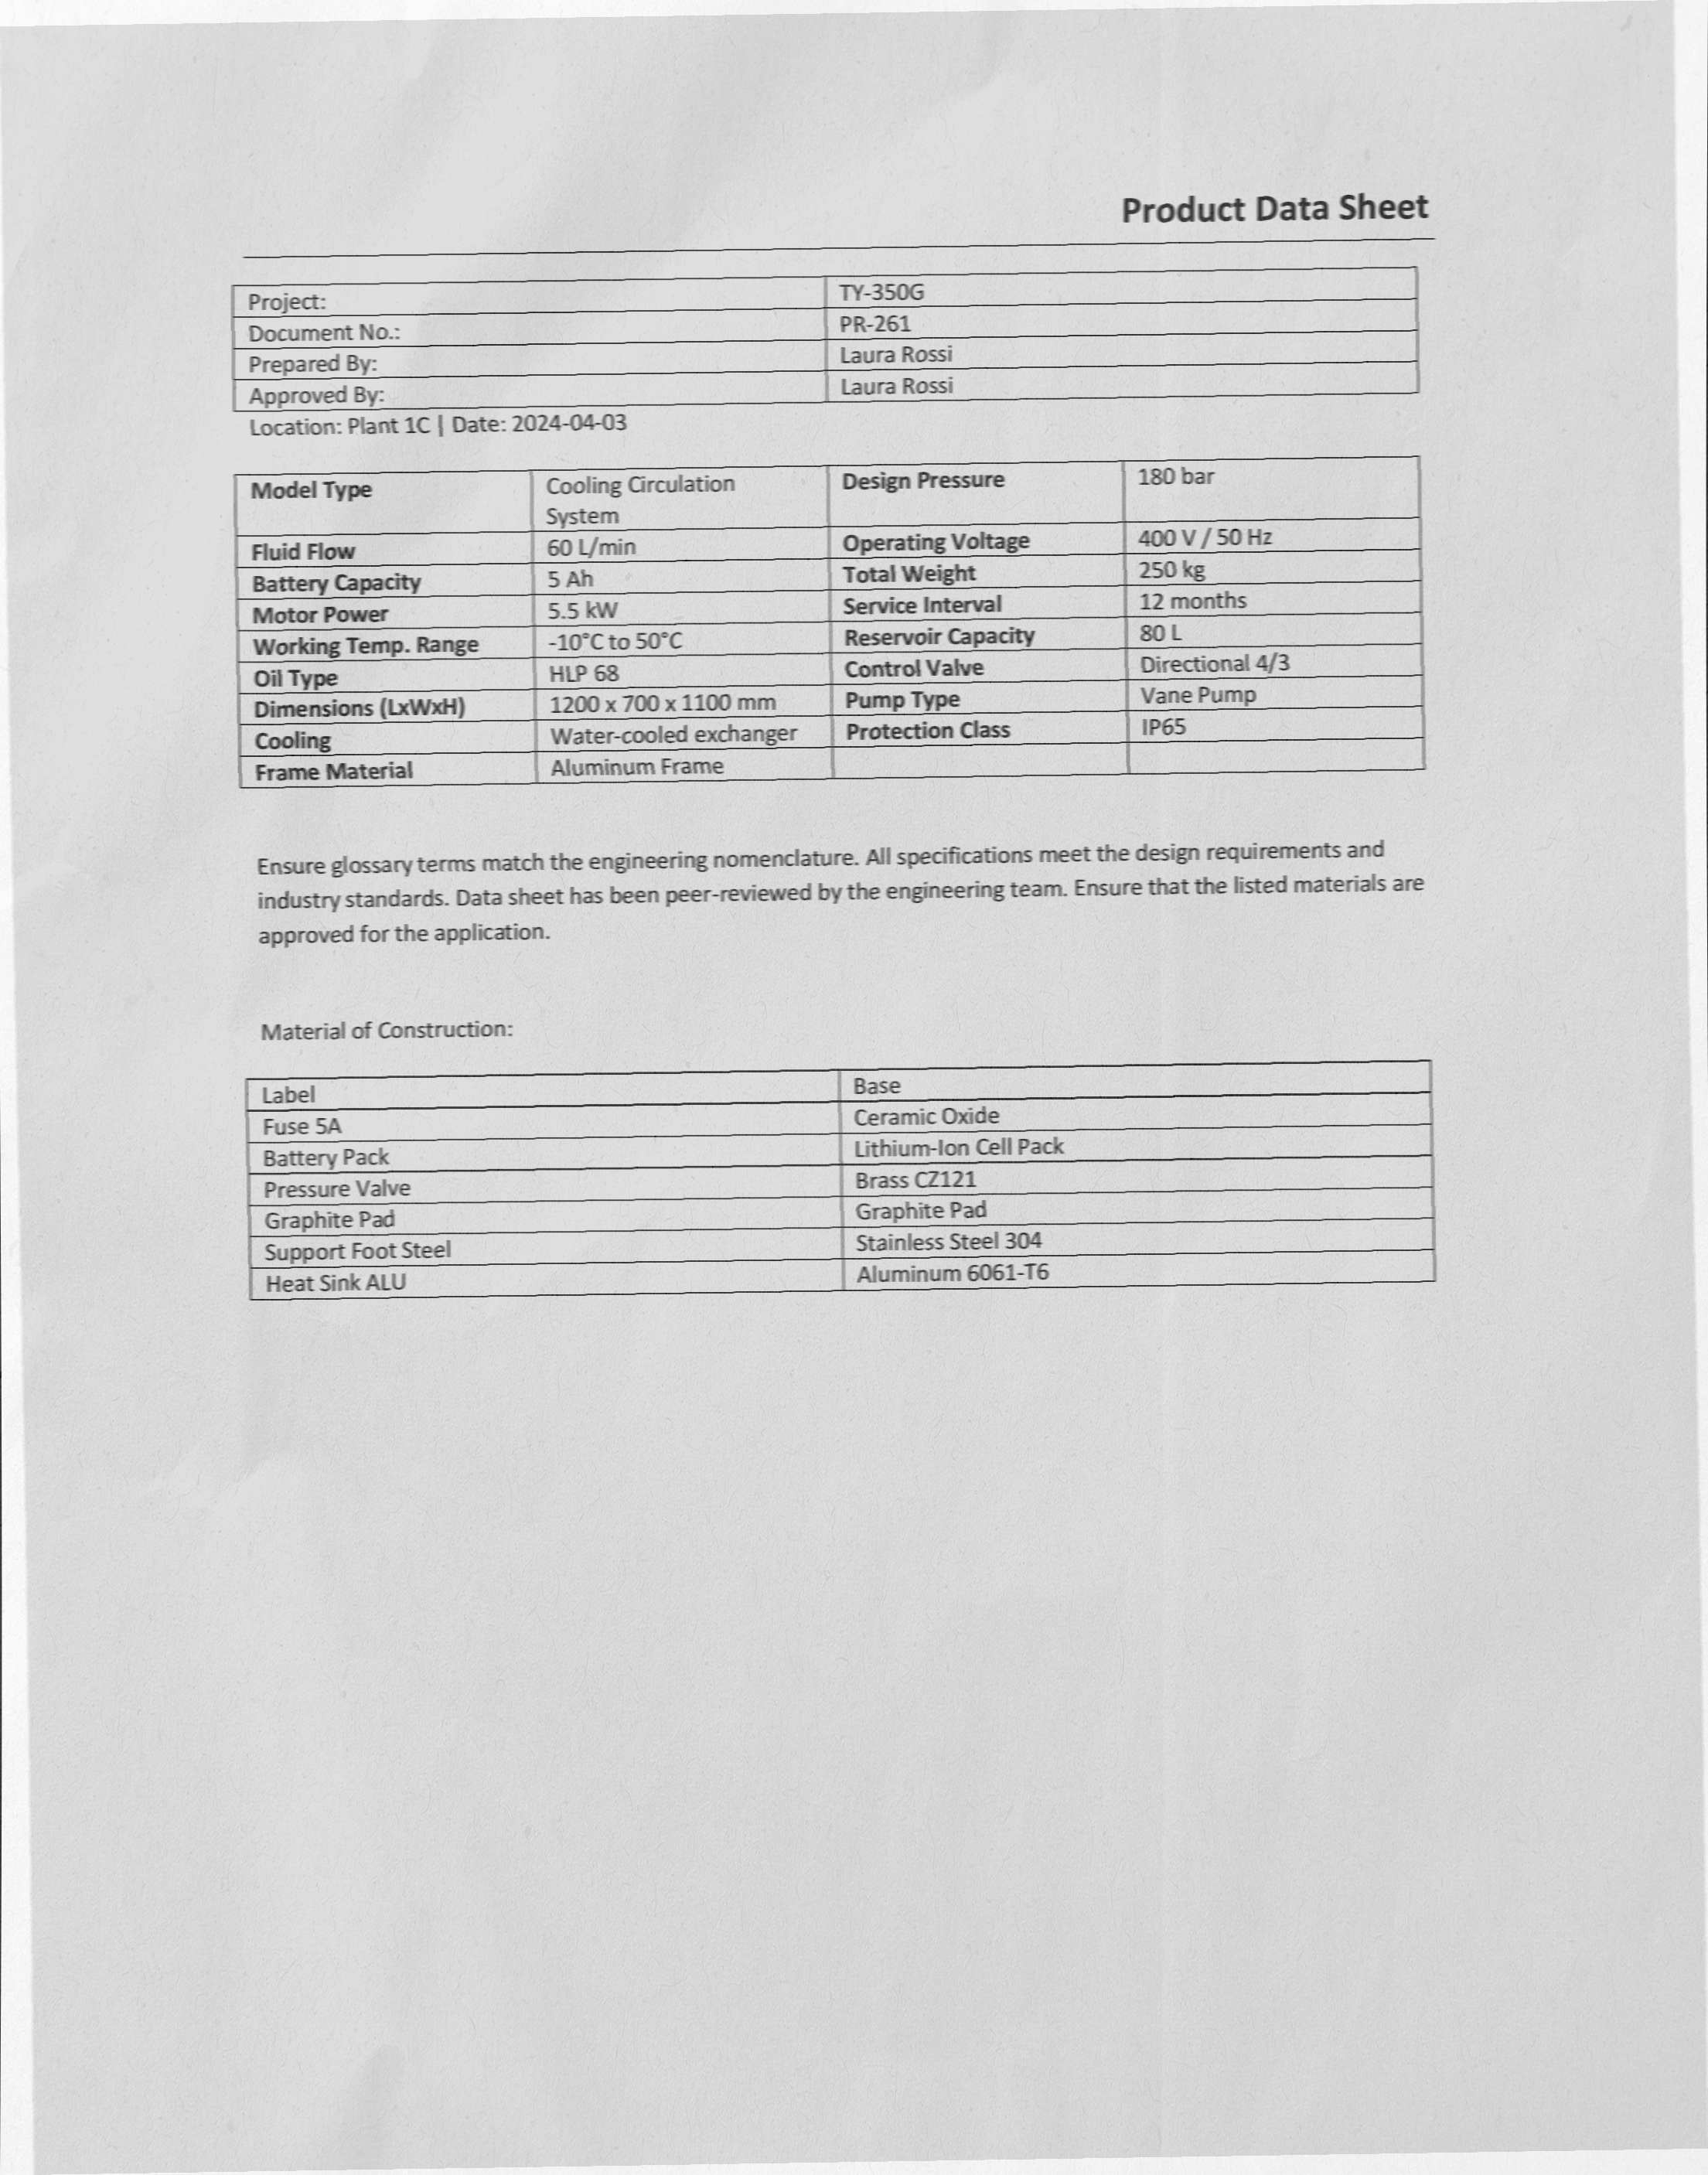 Product Data Sheet
Project: TY-350G
Document No.: PR-261
Prepared By: Laura Rossi
Approved By: Laura Rossi
Location: Plant 1C | Date: 2024-04-03
Model Type Cooling Circulation Design Pressure 180 bar
System
Fluid Flow 60 L/min Operating Voltage 400 V / 50 Hz
Battery Capacity 5 Ah Total Weight 250 kg
Motor Power 5.5 kW Service Interval 12 months
Working Temp. Range -10°C to 50°C Reservoir Capacity 80 L
Oil Type HLP 68 Control Valve Directional 4/3
Dimensions (LxWxH) 1200 x 700 x 1100 mm Pump Type Vane Pump
Cooling Water-cooled exchanger Protection Class IP65
Frame Material Aluminum Frame
Ensure glossary terms match the engineering nomenclature. All specifications meet the design requirements and
industry standards. Data sheet has been peer-reviewed by the engineering team. Ensure that the listed materials are
approved for the application.
Material of Construction:
Label Base
Fuse 5A Ceramic Oxide
Battery Pack Lithium-Ion Cell Pack
Pressure Valve Brass CZ121
Graphite Pad Graphite Pad
Support Foot Steel Stainless Steel 304
Heat Sink ALU Aluminum 6061-T6